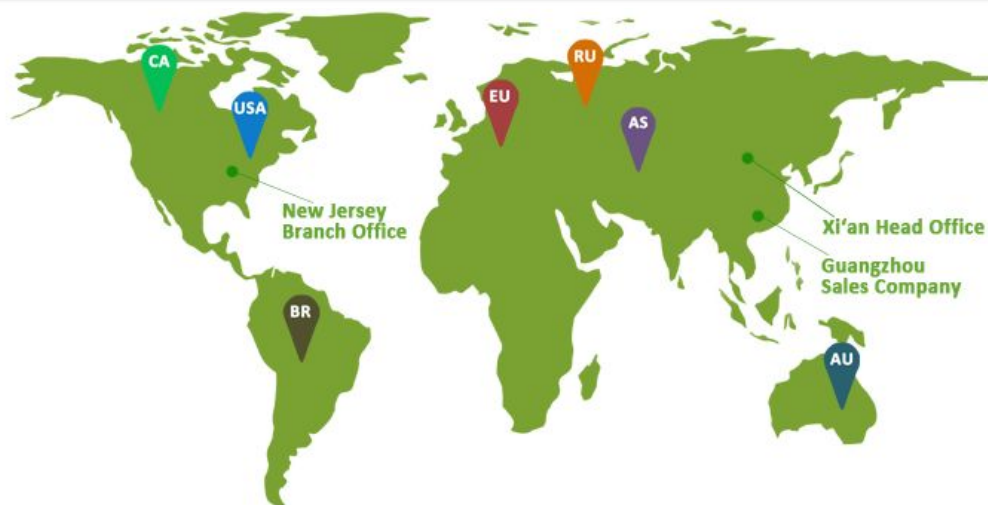 CA
RU
EU
USA
AS
New Jersey
Branch Office
Xi‘an Head Office
Guangzhou
Sales Company
BR
AU